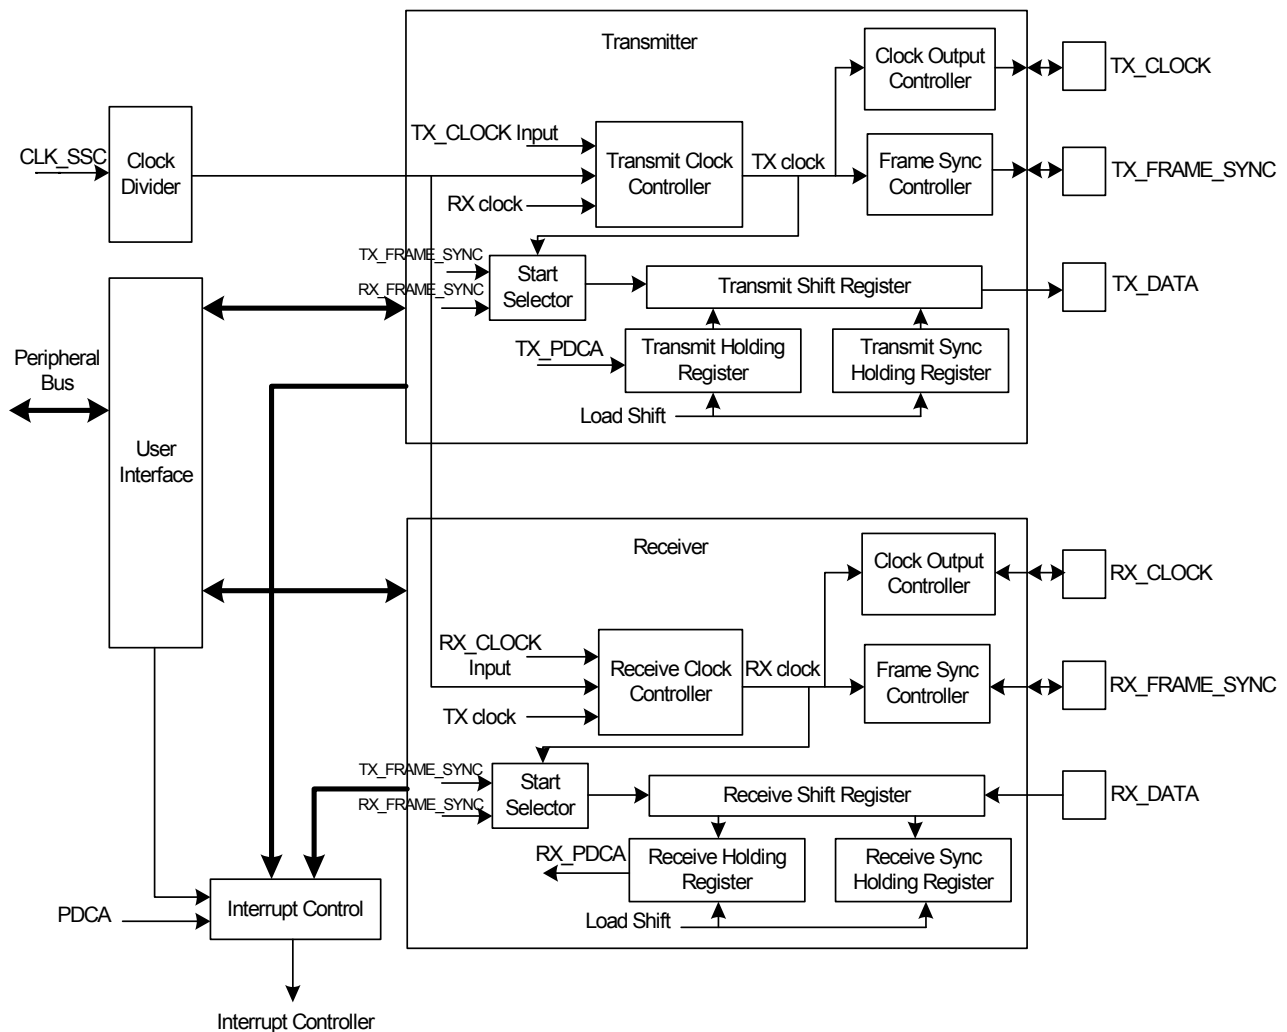 Transmitter
Clock Output
Controller
TX_CLOCK
CLK_SSC
Clock
Divider
TX_CLOCK Input
Transmit Clock
Controller
TX clock
Frame Sync
Controller
TX_FRAME_SYNC
RX clock
TX_FRAME_SYNC
RX_FRAME_SYNC
Start
Selector
Transmit Shift Register
TX_DATA
TX_PDCA
Transmit Holding
Register
Transmit Sync
Holding Register
Load Shift
Peripheral
Bus
User
Interface
Receiver
Clock Output
Controller
RX_CLOCK
RX_CLOCK
Input
Receive Clock
Controller
RX clock
Frame Sync
Controller
RX_FRAME_SYNC
TX clock
TX_FRAME_SYNC
RX_FRAME_SYNC
Start
Selector
Receive Shift Register
RX_DATA
RX_PDCA
Receive Holding
Register
Receive Sync
Holding Register
Load Shift
PDCA
Interrupt Control
Interrupt Controller